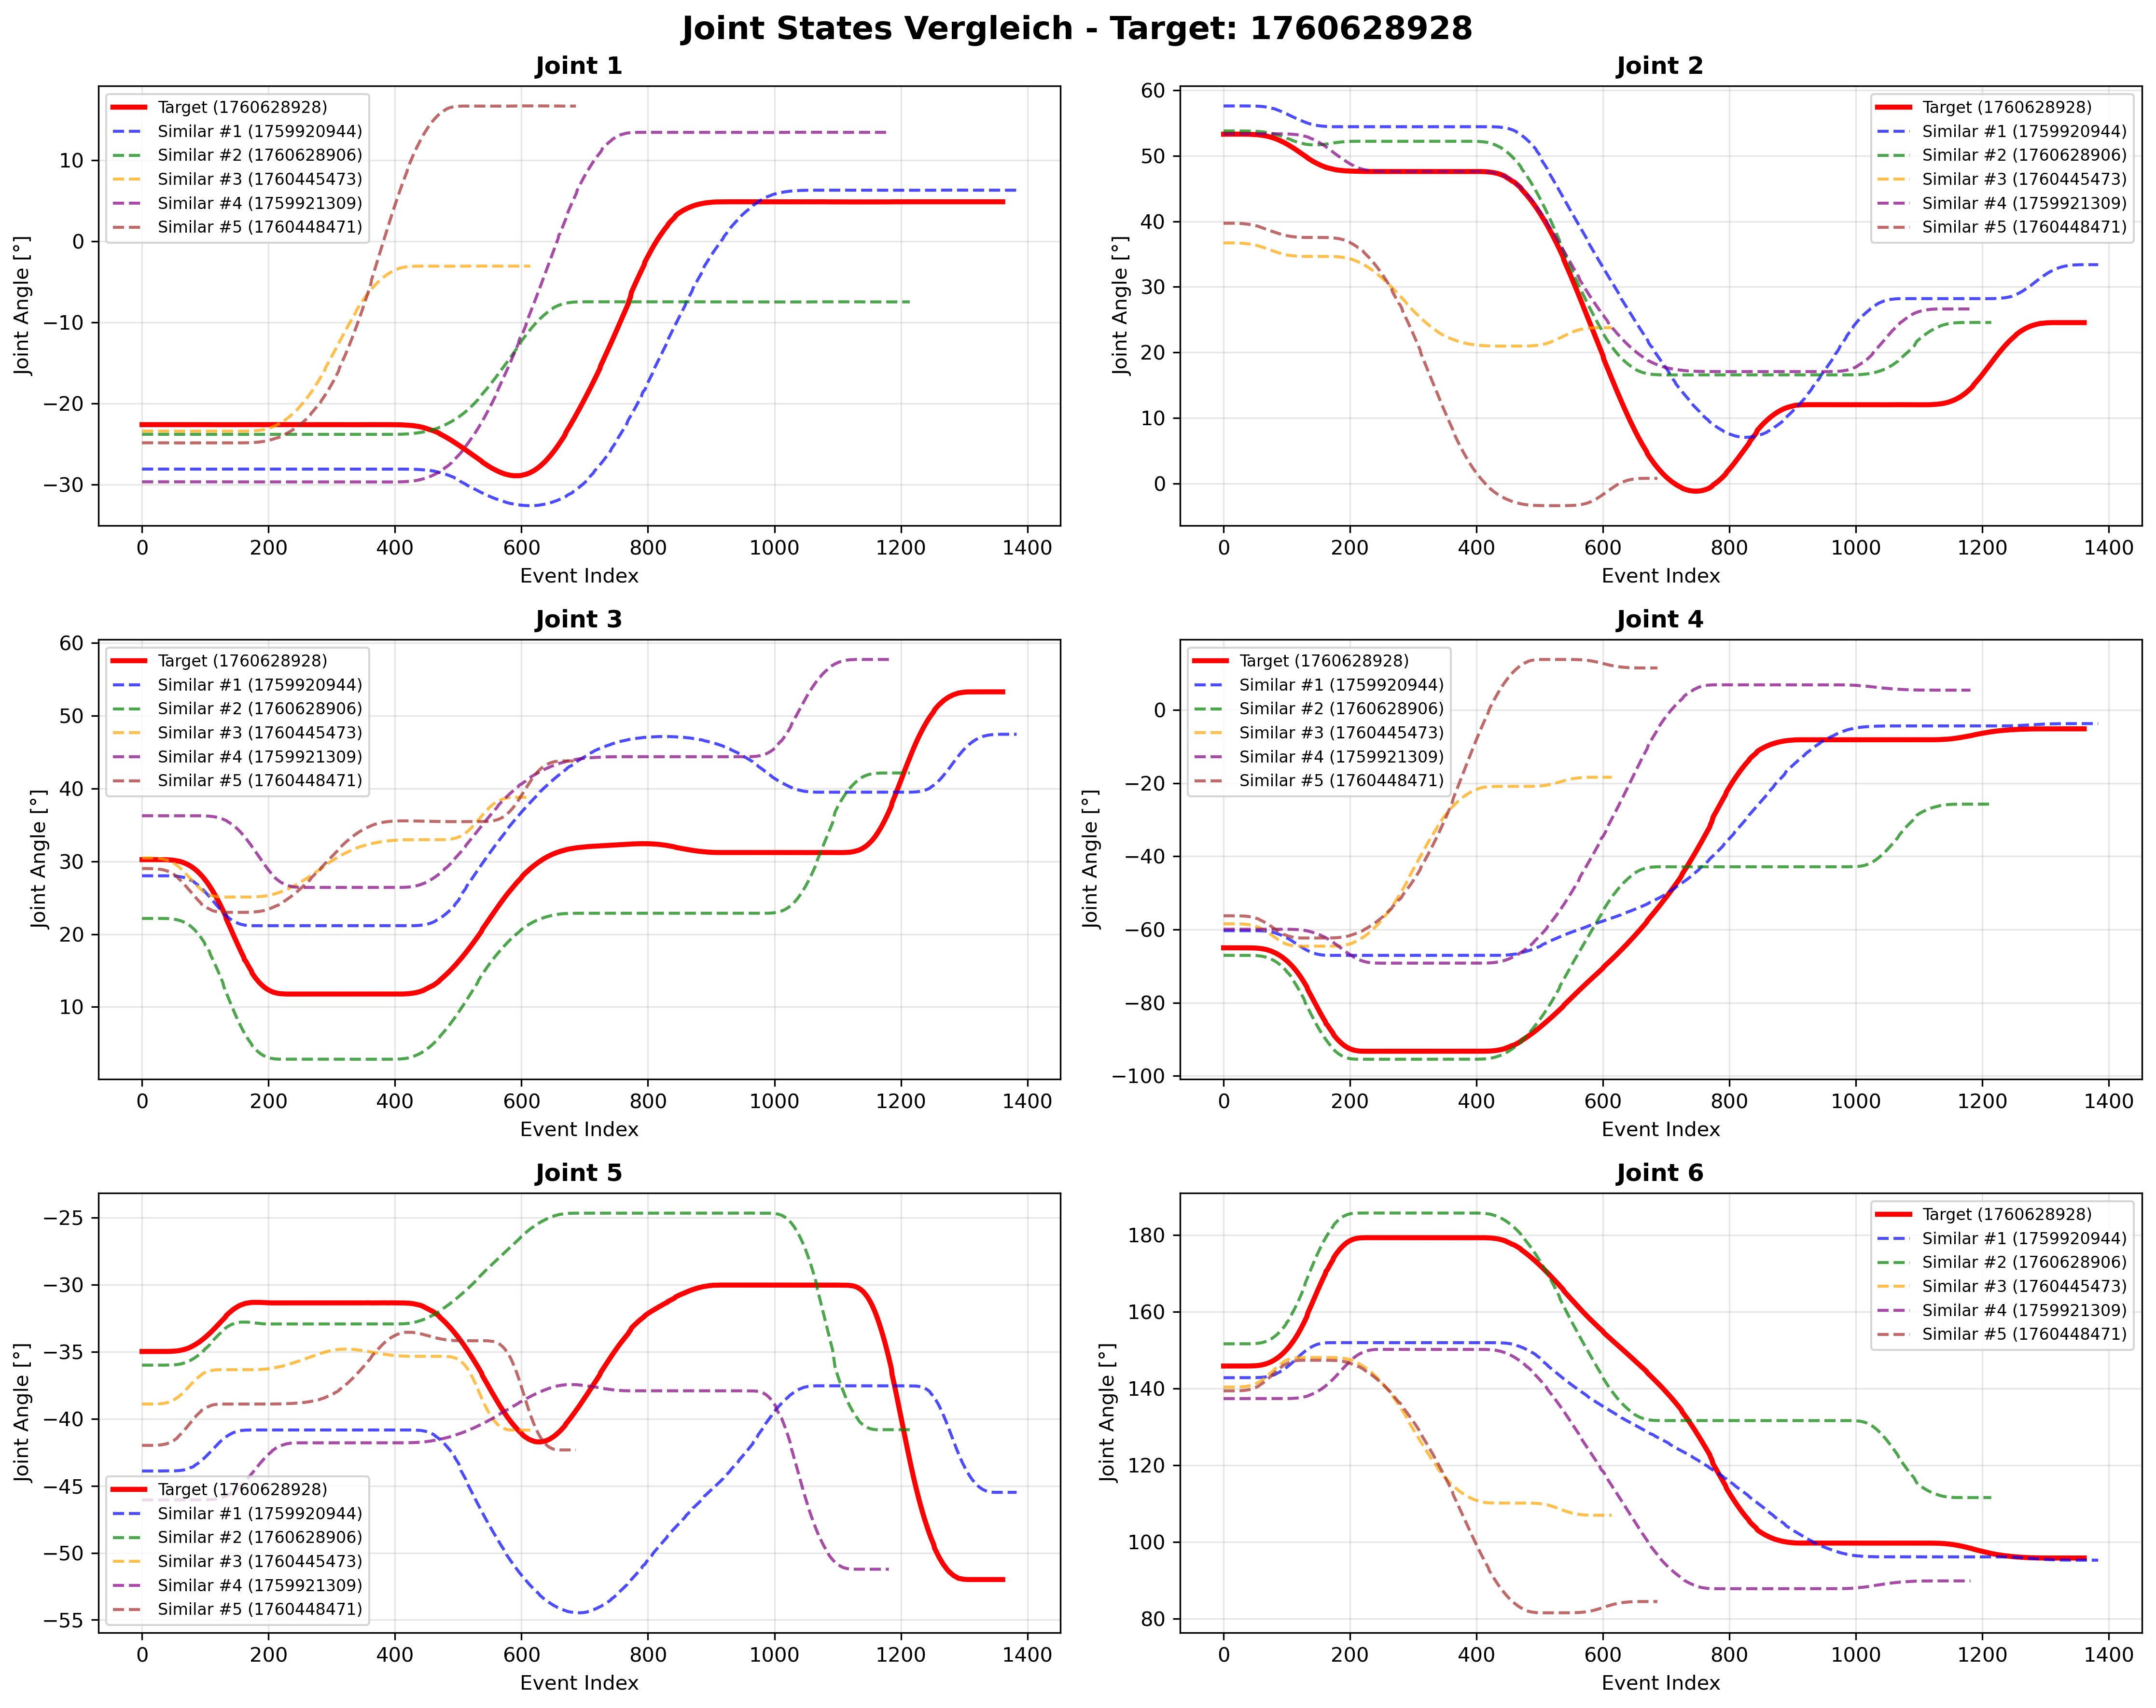 Joint States Vergleich - Target: 1760628928
Joint 1
Joint Angle [°]
10
0
−10
−20
−30
Target (1760628928)
Similar #1 (1759920944)
Similar #2 (1760628906)
Similar #3 (1760445473)
Similar #4 (1759921309)
Similar #5 (1760448471)
0 200 400 600 800 1000 1200 1400
Event Index
Joint 2
Joint Angle [°]
60
50
40
30
20
10
0
Target (1760628928)
Similar #1 (1759920944)
Similar #2 (1760628906)
Similar #3 (1760445473)
Similar #4 (1759921309)
Similar #5 (1760448471)
0 200 400 600 800 1000 1200 1400
Event Index
Joint 3
Joint Angle [°]
60
50
40
30
20
10
Target (1760628928)
Similar #1 (1759920944)
Similar #2 (1760628906)
Similar #3 (1760445473)
Similar #4 (1759921309)
Similar #5 (1760448471)
0 200 400 600 800 1000 1200 1400
Event Index
Joint 4
Joint Angle [°]
0
−20
−40
−60
−80
−100
Target (1760628928)
Similar #1 (1759920944)
Similar #2 (1760628906)
Similar #3 (1760445473)
Similar #4 (1759921309)
Similar #5 (1760448471)
0 200 400 600 800 1000 1200 1400
Event Index
Joint 5
Joint Angle [°]
−25
−30
−35
−40
−45
−50
−55
Target (1760628928)
Similar #1 (1759920944)
Similar #2 (1760628906)
Similar #3 (1760445473)
Similar #4 (1759921309)
Similar #5 (1760448471)
0 200 400 600 800 1000 1200 1400
Event Index
Joint 6
Joint Angle [°]
180
160
140
120
100
80
Target (1760628928)
Similar #1 (1759920944)
Similar #2 (1760628906)
Similar #3 (1760445473)
Similar #4 (1759921309)
Similar #5 (1760448471)
0 200 400 600 800 1000 1200 1400
Event Index